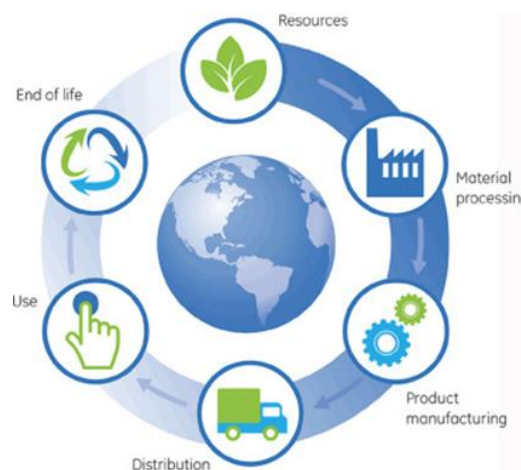 Resources
End of life
Material
processin
Use
Product
manufacturing
Distribution